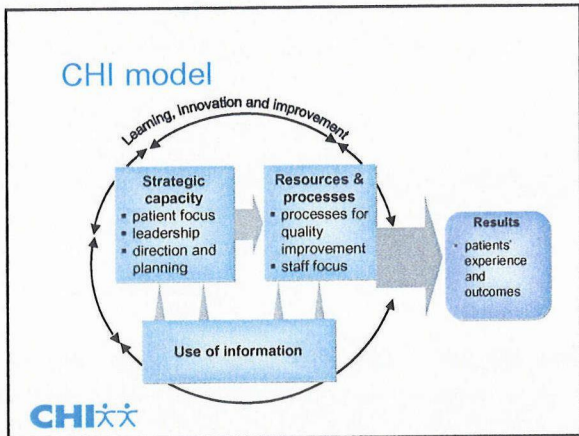 CHI model
Learning, innovation and improvement
Strategic
capacity
▪ patient focus
▪ leadership
▪ direction and
planning
Resources &
processes
▪ processes for
quality
improvement
▪ staff focus
Results
▪ patients'
experience
and
outcomes
Use of information
CHI